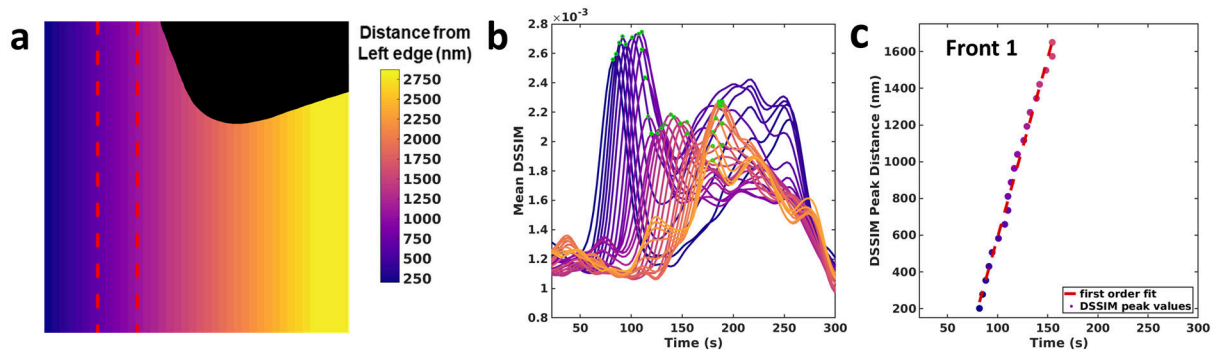 a
Distance from
Left edge (nm)
2750
2500
2250
2000
1750
1500
1250
1000
750
500
250
b
×10⁻³
2.8
2.6
2.4
2.2
2
1.8
1.6
1.4
1.2
1
0.8
Mean DSSIM
50 100 150 200 250 300
Time (s)
c
Front 1
1600
1400
1200
1000
800
600
400
200
DSSIM Peak Distance (nm)
first order fit
DSSIM peak values
0 50 100 150 200 250 300
Time (s)